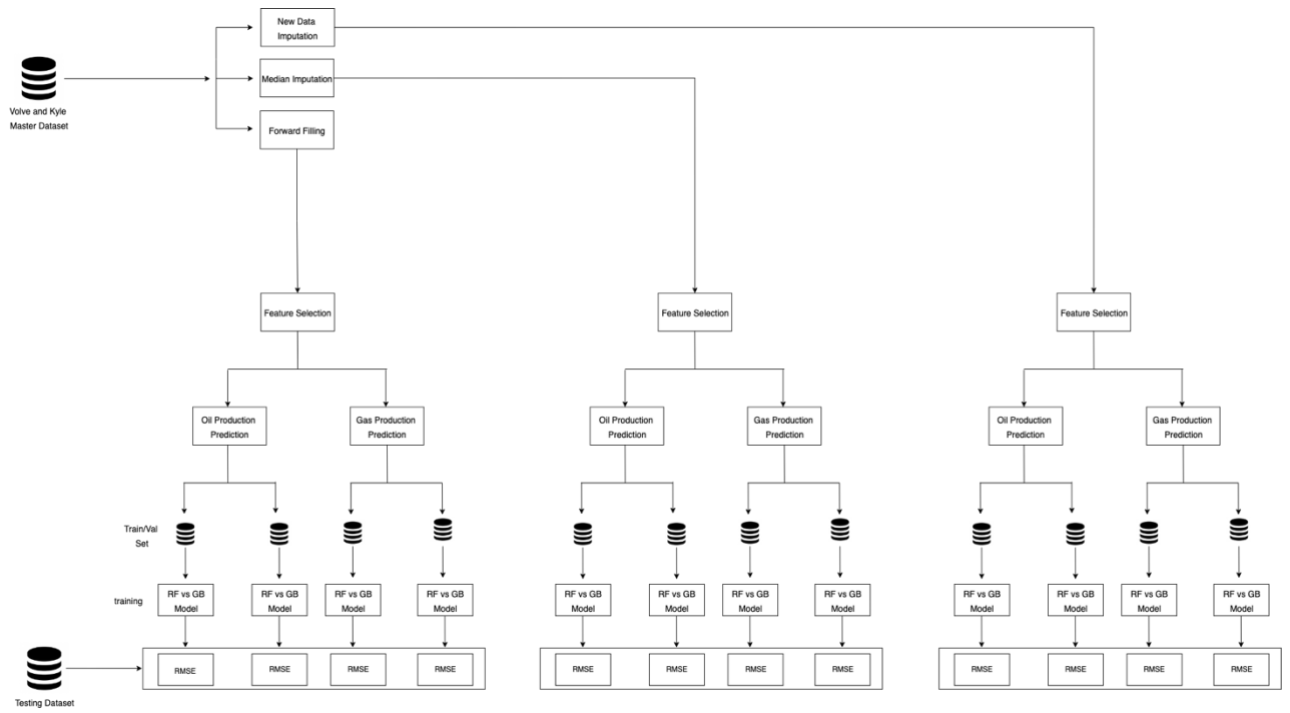 New Data
Imputation
Median Imputation
Volve and Kyle
Master Dataset
Forward Filling
Feature Selection
Feature Selection
Feature Selection
Oil Production
Prediction
Gas Production
Prediction
Oil Production
Prediction
Gas Production
Prediction
Oil Production
Prediction
Gas Production
Prediction
Train/Val
Set
training
RF vs GB
Model
RF vs GB
Model
RF vs GB
Model
RF vs GB
Model
RF vs GB
Model
RF vs GB
Model
RF vs GB
Model
RF vs GB
Model
RF vs GB
Model
RF vs GB
Model
RF vs GB
Model
RF vs GB
Model
RMSE
RMSE
RMSE
RMSE
RMSE
RMSE
RMSE
RMSE
RMSE
RMSE
RMSE
RMSE
Testing Dataset